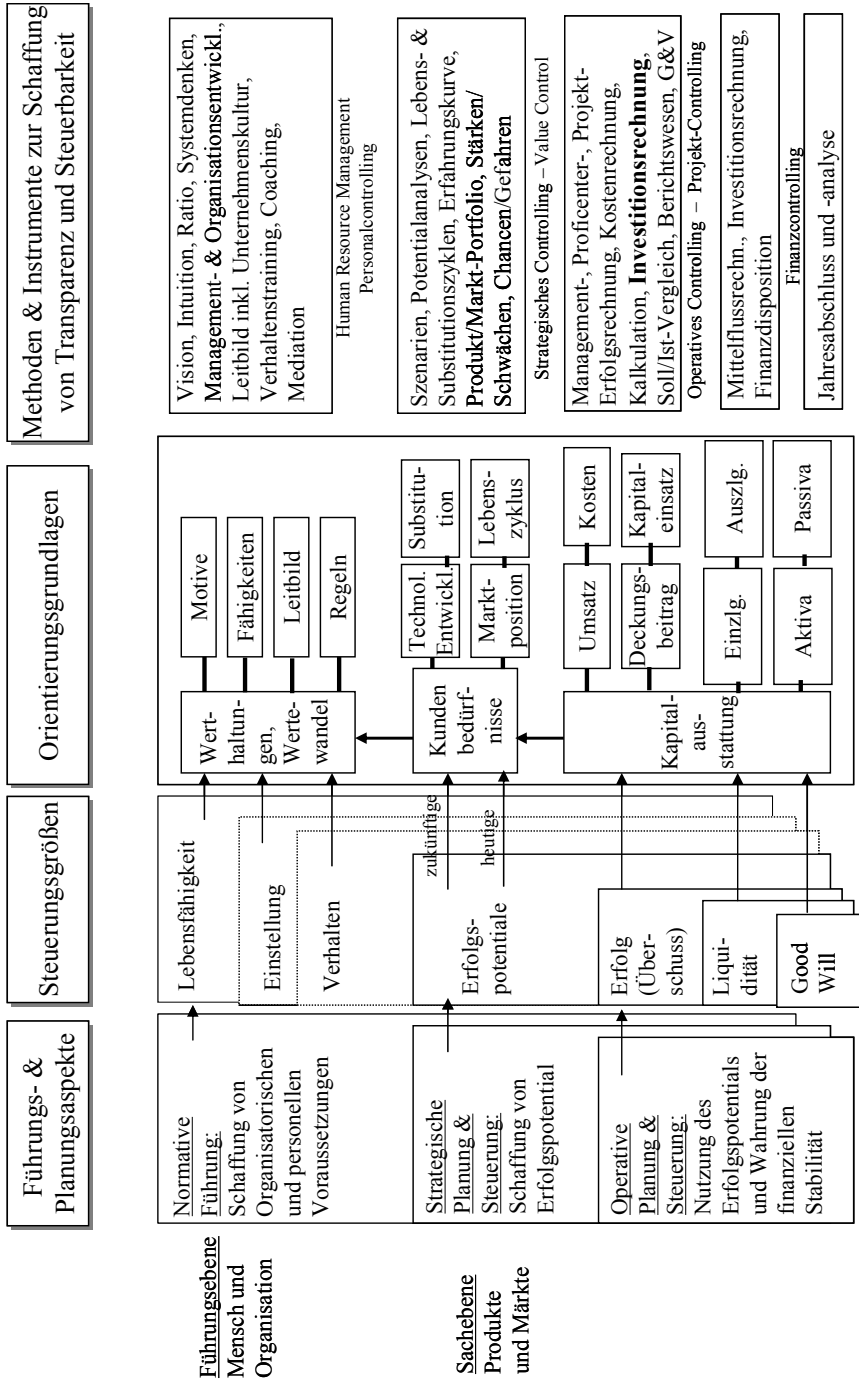 Führungs- &
Planungsaspekte
Steuerungsgrößen
Orientierungsgrundlagen
Methoden & Instrumente zur Schaffung
von Transparenz und Steuerbarkeit
Führungsebene
Mensch und
Organisation
Normative
Führung:
Schaffung von
Organisatorischen
und personellen
Voraussetzungen
Lebensfähigkeit
Einstellung
Verhalten
Wert-
haltun-
gen,
Werte-
wandel
Motive
Fähigkeiten
Leitbild
Regeln
Vision, Intuition, Ratio, Systemdenken,
Management- & Organisationsentwickl.,
Leitbild inkl. Unternehmenskultur,
Verhaltenstraining, Coaching,
Mediation
Human Resource Management
Personalcontrolling
Sachebene
Produkte
und Märkte
Strategische
Planung &
Steuerung:
Schaffung von
Erfolgspotential
Erfolgs-
potentiale
zukünftige
heutige
Kunden
bedürf-
nisse
Technol.
Entwickl.
Substitu-
tion
Markt-
position
Lebens-
zyklus
Szenarien, Potentialanalysen, Lebens- &
Substitutionszyklen, Erfahrungskurve,
Produkt/Markt-Portfolio, Stärken/
Schwächen, Chancen/Gefahren
Strategisches Controlling – Value Control
Operative
Planung &
Steuerung:
Nutzung des
Erfolgspotentials
und Wahrung der
finanziellen
Stabilität
Erfolg
(Über-
schuss)
Liqui-
dität
Good
Will
Kapital-
aus-
stattung
Umsatz
Kosten
Deckungs-
beitrag
Kapital-
einsatz
Einzlg.
Auszlg.
Aktiva
Passiva
Management-, Proficenter-, Projekt-
Erfolgsrechnung, Kostenrechnung,
Kalkulation, Investitionsrechnung,
Soll/Ist-Vergleich, Berichtswesen, G&V
Operatives Controlling – Projekt-Controlling
Mittelflussrechn., Investitionsrechnung,
Finanzdisposition
Finanzcontrolling
Jahresabschluss und -analyse